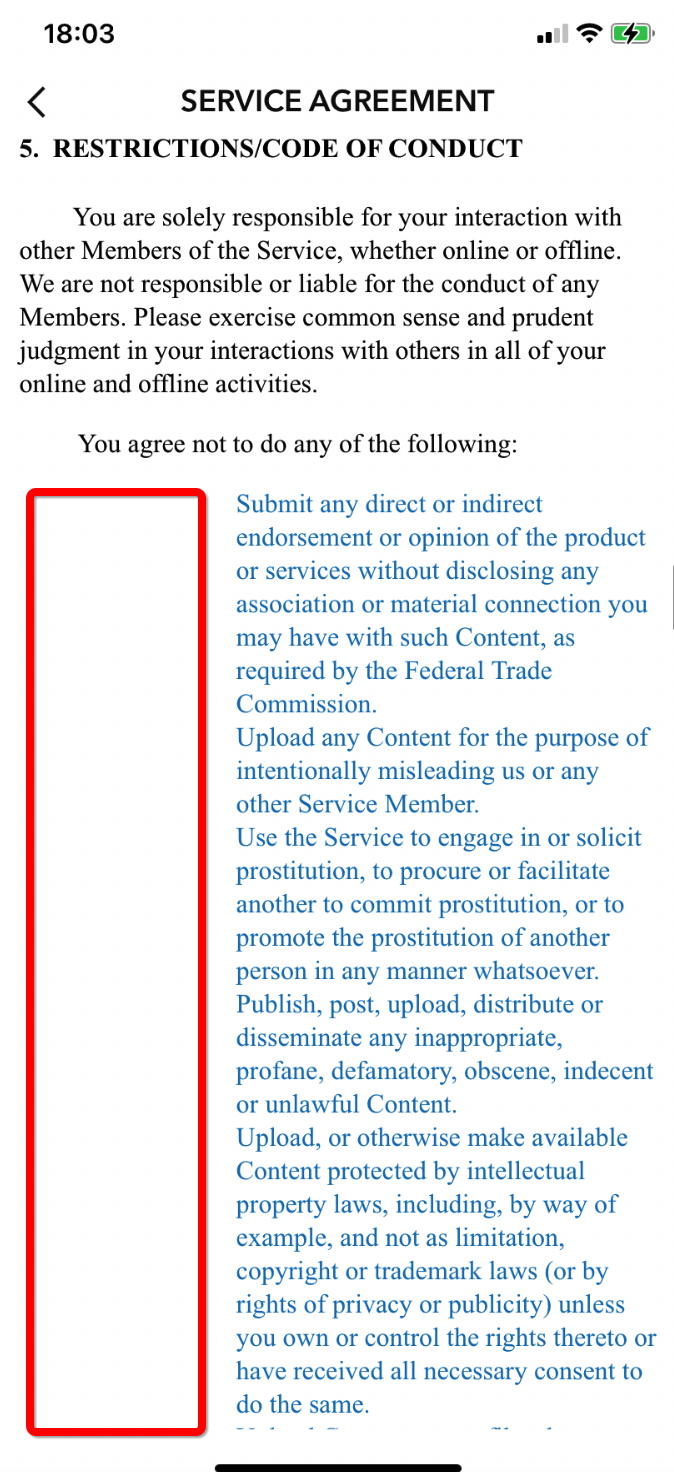 18:03
SERVICE AGREEMENT
5. RESTRICTIONS/CODE OF CONDUCT
You are solely responsible for your interaction with
other Members of the Service, whether online or offline.
We are not responsible or liable for the conduct of any
Members. Please exercise common sense and prudent
judgment in your interactions with others in all of your
online and offline activities.
You agree not to do any of the following:
Submit any direct or indirect
endorsement or opinion of the product
or services without disclosing any
association or material connection you
may have with such Content, as
required by the Federal Trade
Commission.
Upload any Content for the purpose of
intentionally misleading us or any
other Service Member.
Use the Service to engage in or solicit
prostitution, to procure or facilitate
another to commit prostitution, or to
promote the prostitution of another
person in any manner whatsoever.
Publish, post, upload, distribute or
disseminate any inappropriate,
profane, defamatory, obscene, indecent
or unlawful Content.
Upload, or otherwise make available
Content protected by intellectual
property laws, including, by way of
example, and not as limitation,
copyright or trademark laws (or by
rights of privacy or publicity) unless
you own or control the rights thereto or
have received all necessary consent to
do the same.